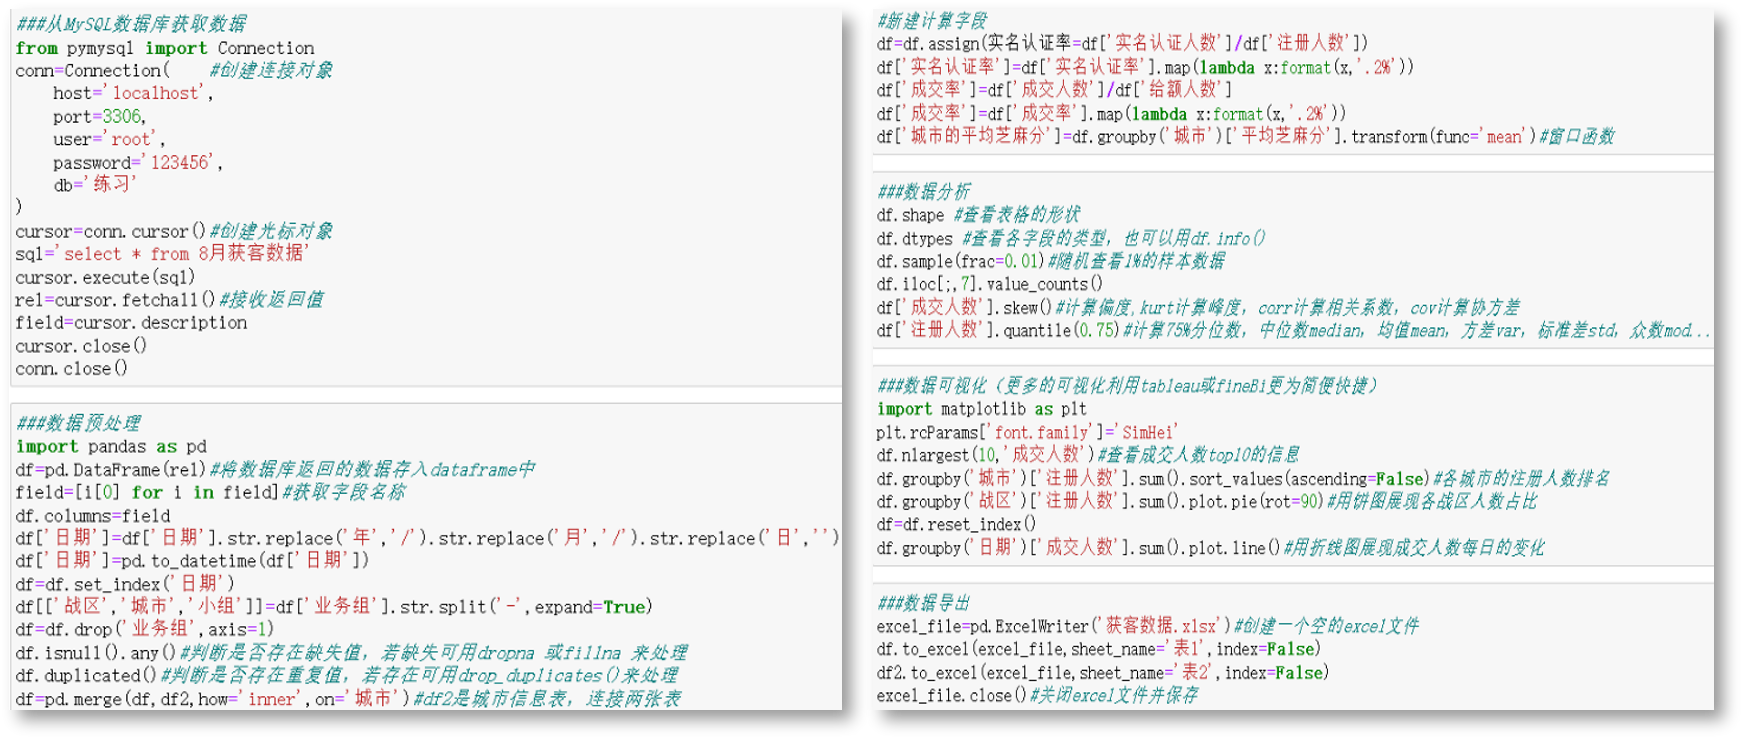 ###从MySQL数据库获取数据
from pymysql import Connection
conn=Connection(    #创建连接对象
    host='localhost',
    port=3306,
    user='root',
    password='123456',
    db='练习'
)
cursor=conn.cursor()#创建光标对象
sql='select * from 8月获客数据'
cursor.execute(sql)
rel=cursor.fetchall()#接收返回值
field=cursor.description
cursor.close()
conn.close()
###数据预处理
import pandas as pd
df=pd.DataFrame(rel)#将数据库返回的数据存入dataframe中
field=[i[0] for i in field]#获取字段名称
df.columns=field
df['日期']=df['日期'].str.replace('年','/').str.replace('月','/').str.replace('日','')
df['日期']=pd.to_datetime(df['日期'])
df=df.set_index('日期')
df[['战区','城市','小组']]=df['业务组'].str.split('-',expand=True)
df=df.drop('业务组',axis=1)
df.isnull().any()#判断是否存在缺失值，若缺失可用dropna 或fillna 来处理
df.duplicated()#判断是否存在重复值，若存在可用drop_duplicates()来处理
df=pd.merge(df,df2,how='inner',on='城市')#df2是城市信息表，连接两张表
#新建计算字段
df=df.assign(实名认证率=df['实名认证人数']/df['注册人数'])
df['实名认证率']=df['实名认证率'].map(lambda x:format(x,'.2%'))
df['成交率']=df['成交人数']/df['给额人数']
df['成交率']=df['成交率'].map(lambda x:format(x,'.2%'))
df['城市的平均芝麻分']=df.groupby('城市')['平均芝麻分'].transform(func='mean')#窗口函数
###数据分析
df.shape #查看表格的形状
df.dtypes #查看各字段的类型，也可以用df.info()
df.sample(frac=0.01)#随机查看1%的样本数据
df.iloc[:,7].value_counts()
df['成交人数'].skew()#计算偏度,kurt计算峰度，corr计算相关系数，cov计算协方差
df['注册人数'].quantile(0.75)#计算75%分位数，中位数median，均值mean，方差var，标准差std，众数mod...
###数据可视化（更多的可视化利用tableau或fineBi更为简便快捷）
import matplotlib as plt
plt.rcParams['font.family']='SimHei'
df.nlargest(10,'成交人数')#查看成交人数top10的信息
df.groupby('城市')['注册人数'].sum().sort_values(ascending=False)#各城市的注册人数排名
df.groupby('战区')['注册人数'].sum().plot.pie(rot=90)#用饼图展现各战区人数占比
df=df.reset_index()
df.groupby('日期')['成交人数'].sum().plot.line()#用折线图展现成交人数每日的变化
###数据导出
excel_file=pd.ExcelWriter('获客数据.xlsx')#创建一个空的excel文件
df.to_excel(excel_file,sheet_name='表1',index=False)
df2.to_excel(excel_file,sheet_name='表2',index=False)
excel_file.close()#关闭excel文件并保存